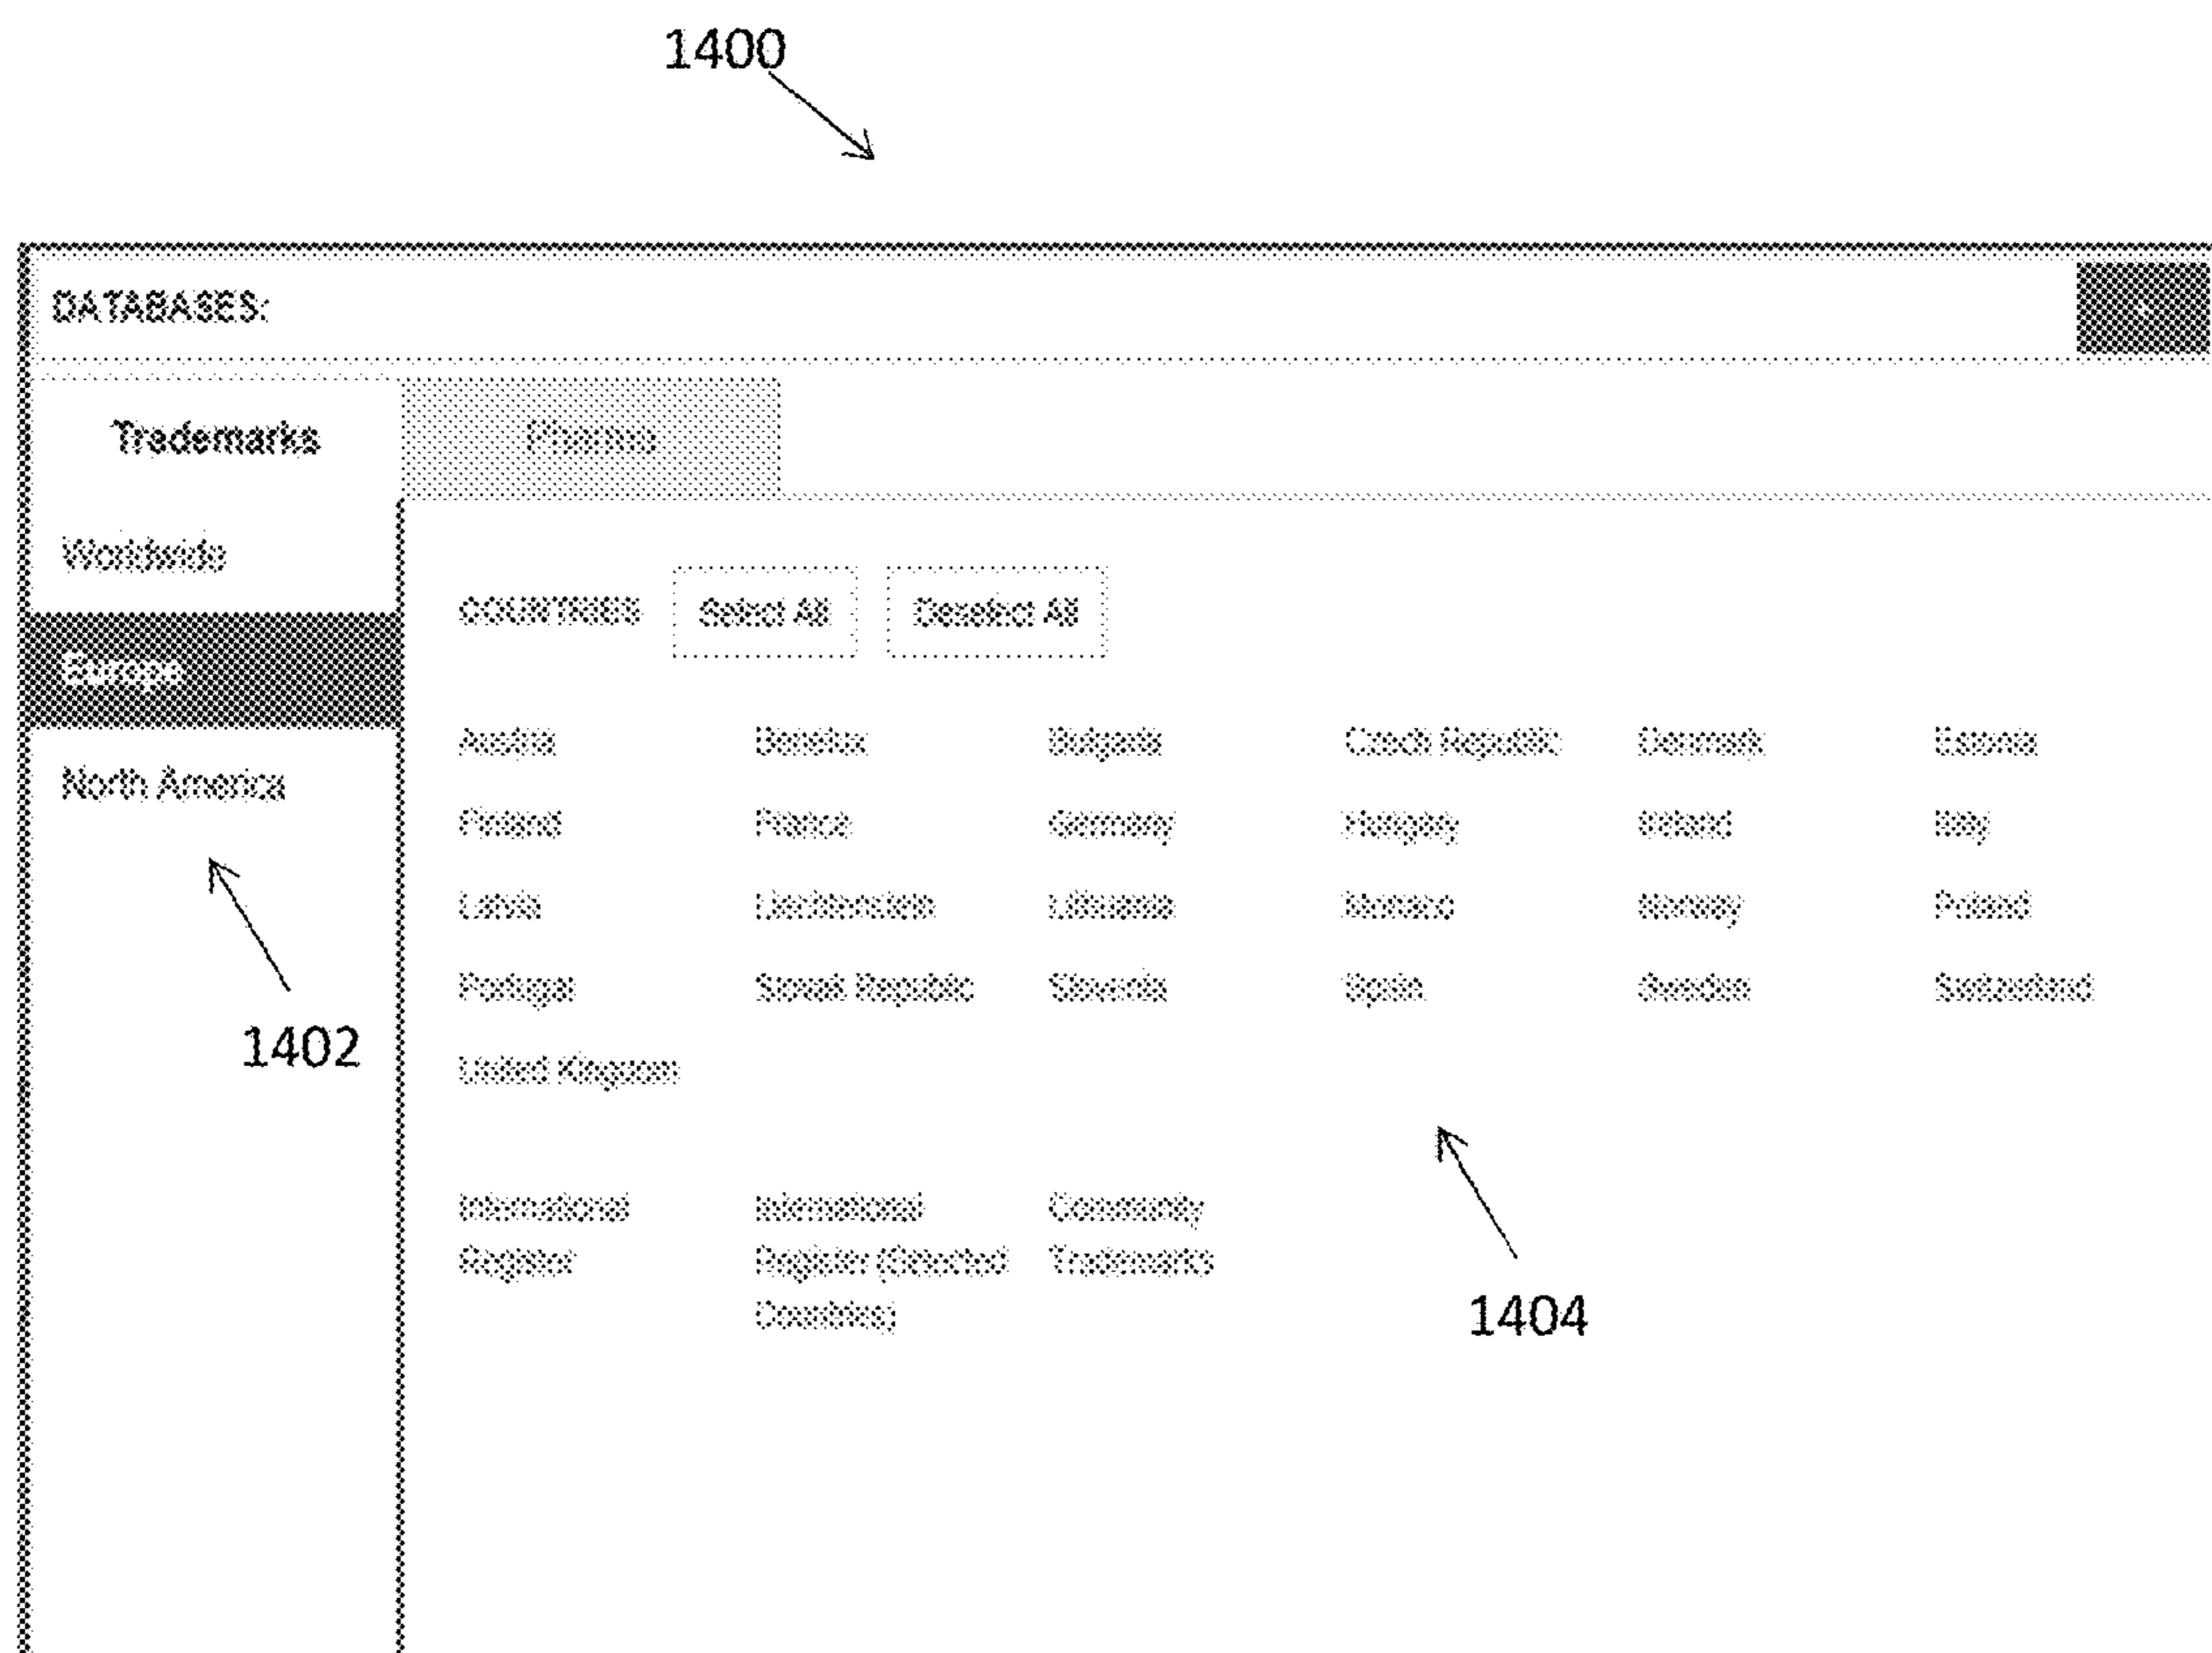 1400
DATABASES:
Trademarks Pharma
Worldwide
COUNTRIES Select All Deselect All
Europe
Austria Benelux Bulgaria Czech Republic Denmark Estonia
North America
Finland France Germany Hungary Ireland Italy
Latvia Liechtenstein Lithuania Monaco Norway Poland
Portugal Slovak Republic Slovenia Spain Sweden Switzerland
1402
United Kingdom
International International Community
Register Register (Trademarks
1404